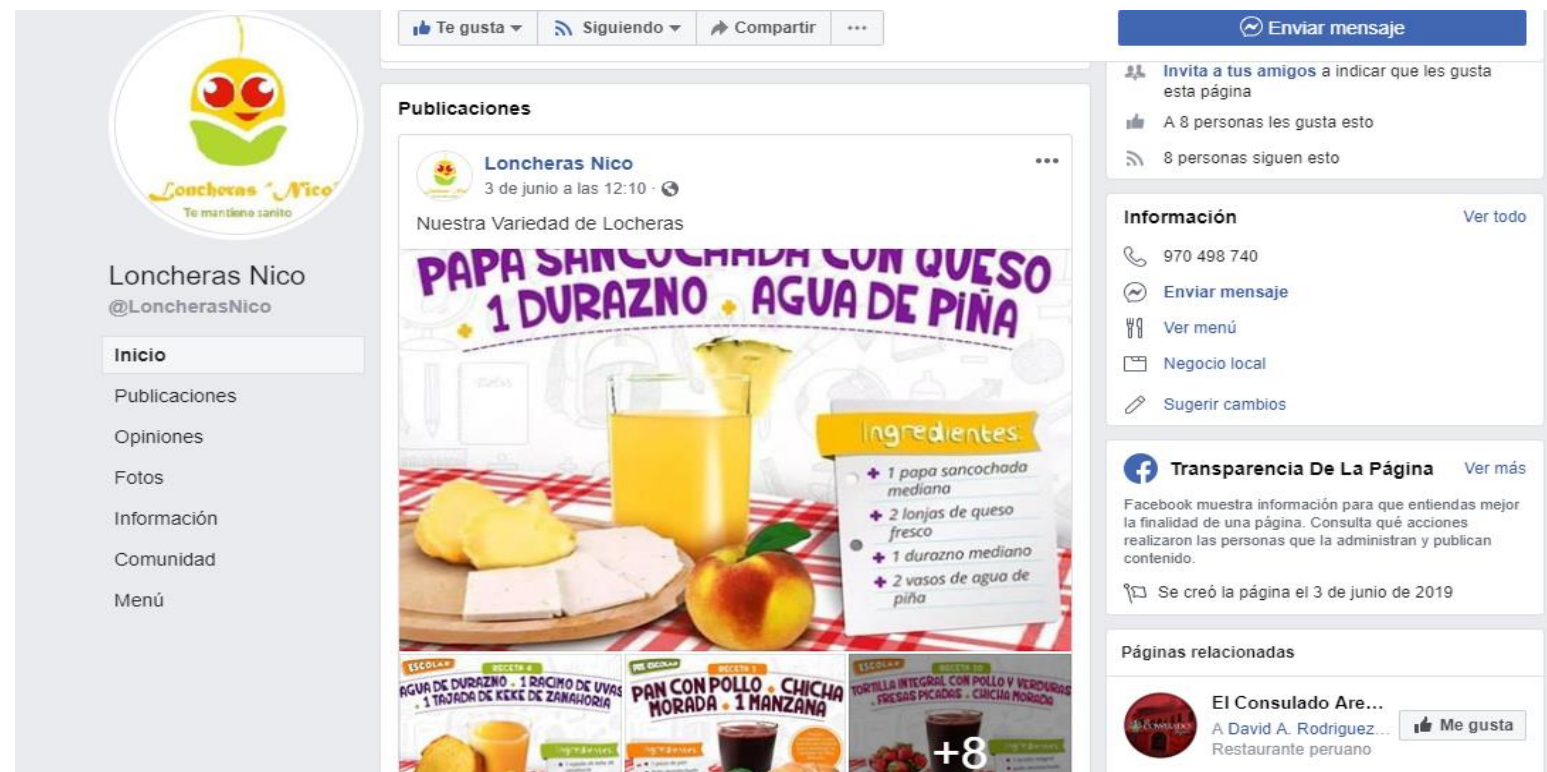 Te gusta
Siguiendo
Compartir
Enviar mensaje
Loncheras "Nico"
Te mantiene sanito
Loncheras Nico
@LoncherasNico
Inicio
Publicaciones
Opiniones
Fotos
Información
Comunidad
Menú
Publicaciones
Loncheras Nico
3 de junio a las 12:10
Nuestra Variedad de Locheras
PAPA SANCOCHADA CON QUESO
1 DURAZNO + AGUA DE PIÑA
Ingredientes:
+ 1 papa sancochada
mediana
+ 2 lonjas de queso
fresco
+ 1 durazno mediano
+ 2 vasos de agua de
piña
ESCOLAR
RECETA 4
AGUA DE DURAZNO + 1 RACIMO DE UVAS
+ 1 TAJADA DE KEKE DE ZANAHORIA
Ingredientes:
PRE ESCOLAR
RECETA 1
PAN CON POLLO + CHICHA
MORADA + 1 MANZANA
Ingredientes:
ESCOLAR
RECETA 10
TORTILLA INTEGRAL CON POLLO Y VERDURAS
+ FRESAS PICADAS + CHICHA MORADA
+8
Invita a tus amigos a indicar que les gusta
esta página
A 8 personas les gusta esto
8 personas siguen esto
Información
Ver todo
970 498 740
Enviar mensaje
Ver menú
Negocio local
Sugerir cambios
Transparencia De La Página
Ver más
Facebook muestra información para que entiendas mejor
la finalidad de una página. Consulta qué acciones
realizaron las personas que la administran y publican
contenido.
Se creó la página el 3 de junio de 2019
Páginas relacionadas
El Consulado Are...
A David A. Rodriguez...
Restaurante peruano
Me gusta